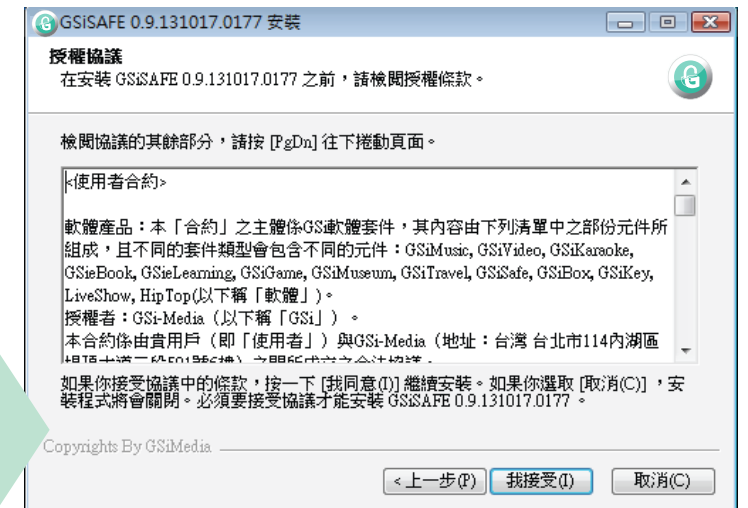 GSiSAFE 0.9.131017.0177 安裝
授權協議
在安裝 GSiSAFE 0.9.131017.0177 之前，請檢閱授權條款。
檢閱協議的其餘部分，請按 [PgDn] 往下捲動頁面。
<使用者合約>
軟體產品：本「合約」之主體係GSi軟體套件，其內容由下列清單中之部份元件所
組成，且不同的套件類型會包含不同的元件：GSiMusic, GSiVideo, GSiKaraoke,
GSieBook, GSieLearning, GSiGame, GSiMuseum, GSiTravel, GSiSafe, GSiBox, GSiKey,
LiveShow, HipTop(以下稱「軟體」)。
授權者：GSi-Media（以下稱「GSi」）。
本合約係由貴用戶（即「使用者」）與GSi-Media（地址：台灣 台北市114內湖區
如果你接受協議中的條款，按一下 [我同意(I)] 繼續安裝。如果你選取 [取消(C)] ，安
裝程式將會關閉。必須要接受協議才能安裝 GSiSAFE 0.9.131017.0177 。
Copyrights By GSiMedia
<上一步(P) 我接受(I) 取消(C)